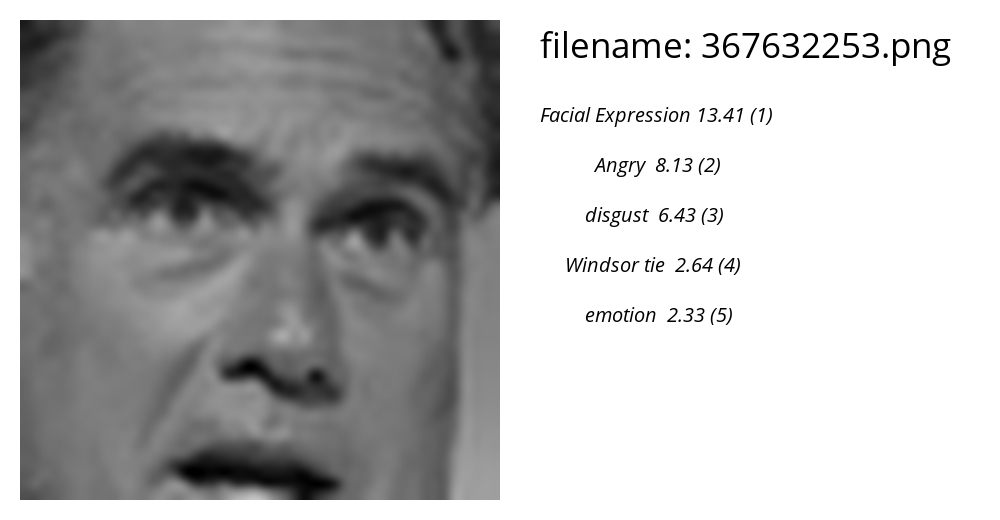 filename: 367632253.png
Facial Expression 13.41 (1)
Angry 8.13 (2)
disgust 6.43 (3)
Windsor tie 2.64 (4)
emotion 2.33 (5)